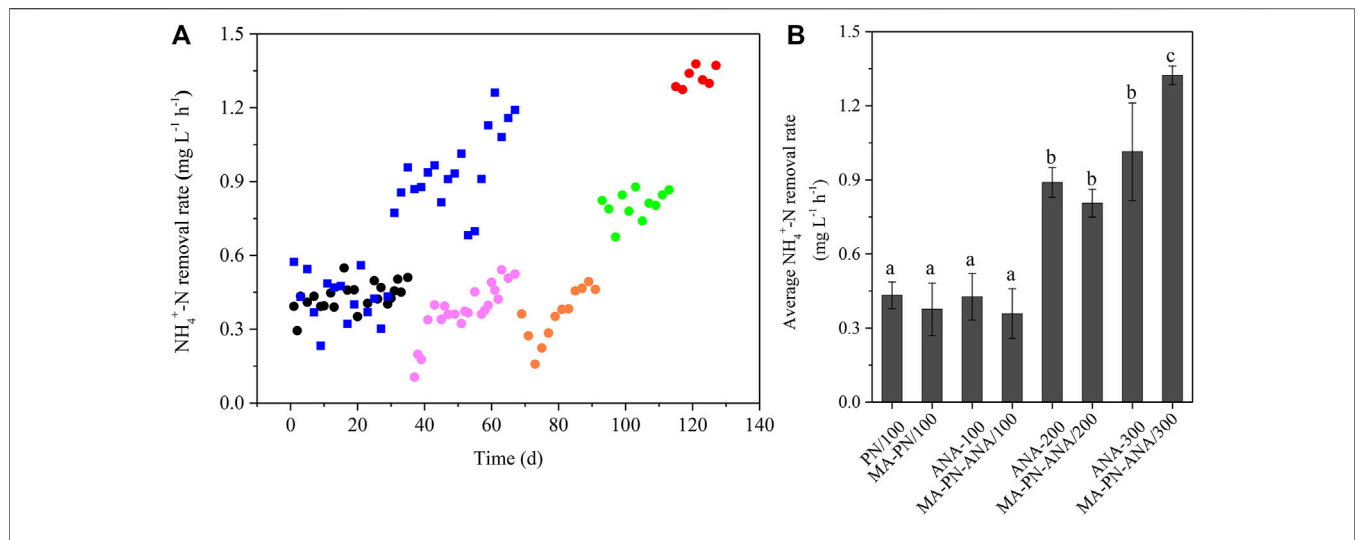 A
NH₄⁺-N removal rate (mg L⁻¹ h⁻¹)
1.5
1.2
0.9
0.6
0.3
0.0
0 20 40 60 80 100 120 140
Time (d)
B
Average NH₄⁺-N removal rate
(mg L⁻¹ h⁻¹)
1.5
1.2
0.9
0.6
0.3
0.0
a a a a b b b c
PN/100
MA-PN/100
ANA-100
MA-PN-ANA/100
ANA-200
MA-PN-ANA/200
ANA-300
MA-PN-ANA/300